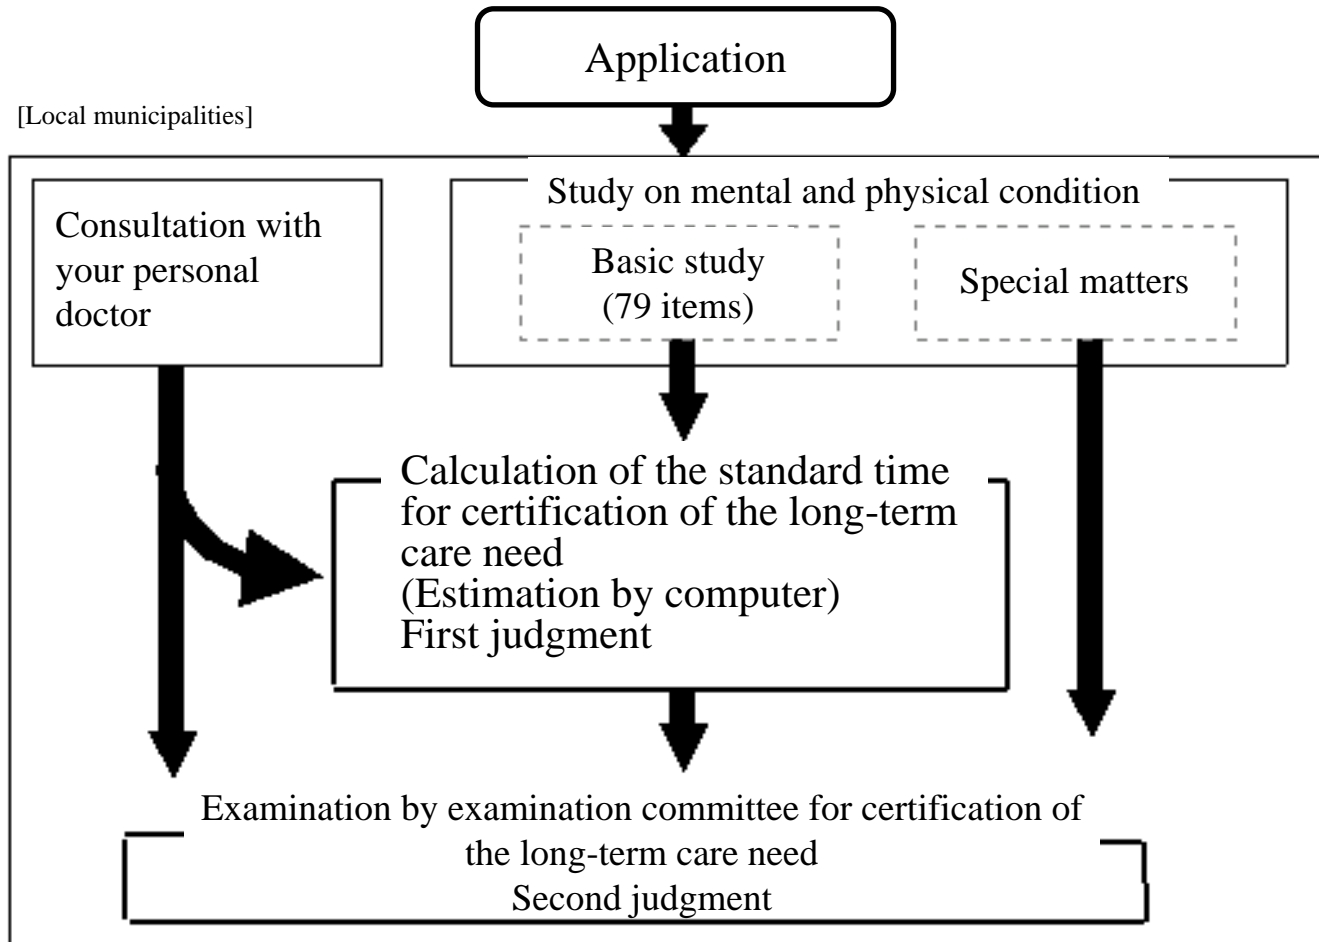 Application
[Local municipalities]
Consultation with
your personal
doctor
Study on mental and physical condition
Basic study
(79 items)
Special matters
Calculation of the standard time
for certification of the long-term
care need
(Estimation by computer)
First judgment
Examination by examination committee for certification of
the long-term care need
Second judgment